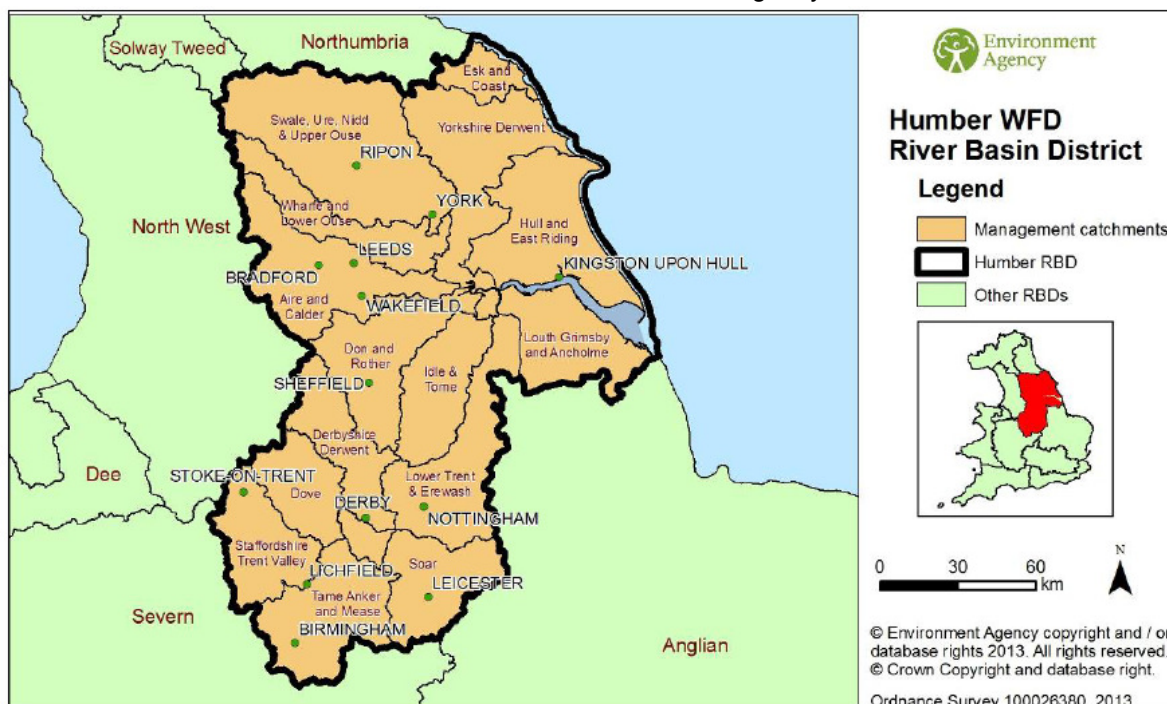 Solway Tweed
Northumbria
Esk and
Coast
Swale, Ure, Nidd
& Upper Ouse
Yorkshire Derwent
RIPON
North West
Wharfe and
Lower Ouse
YORK
Hull and
East Riding
LEEDS
BRADFORD
KINGSTON UPON HULL
Aire and
Calder
WAKEFIELD
Don and
Rother
Louth Grimsby
and Ancholme
SHEFFIELD
Idle &
Torne
Derbyshire
Derwent
Dee
STOKE-ON-TRENT
Dove
Lower Trent
& Erewash
DERBY
NOTTINGHAM
Staffordshire
Trent Valley
Soar
LICHFIELD
LEICESTER
Tame Anker
and Mease
Severn
BIRMINGHAM
Anglian
Environment
Agency
Humber WFD
River Basin District
Legend
Management catchments
Humber RBD
Other RBDs
N
0 30 60
km
© Environment Agency copyright and / or
database rights 2013. All rights reserved.
© Crown Copyright and database right.
Ordnance Survey 100026380, 2013